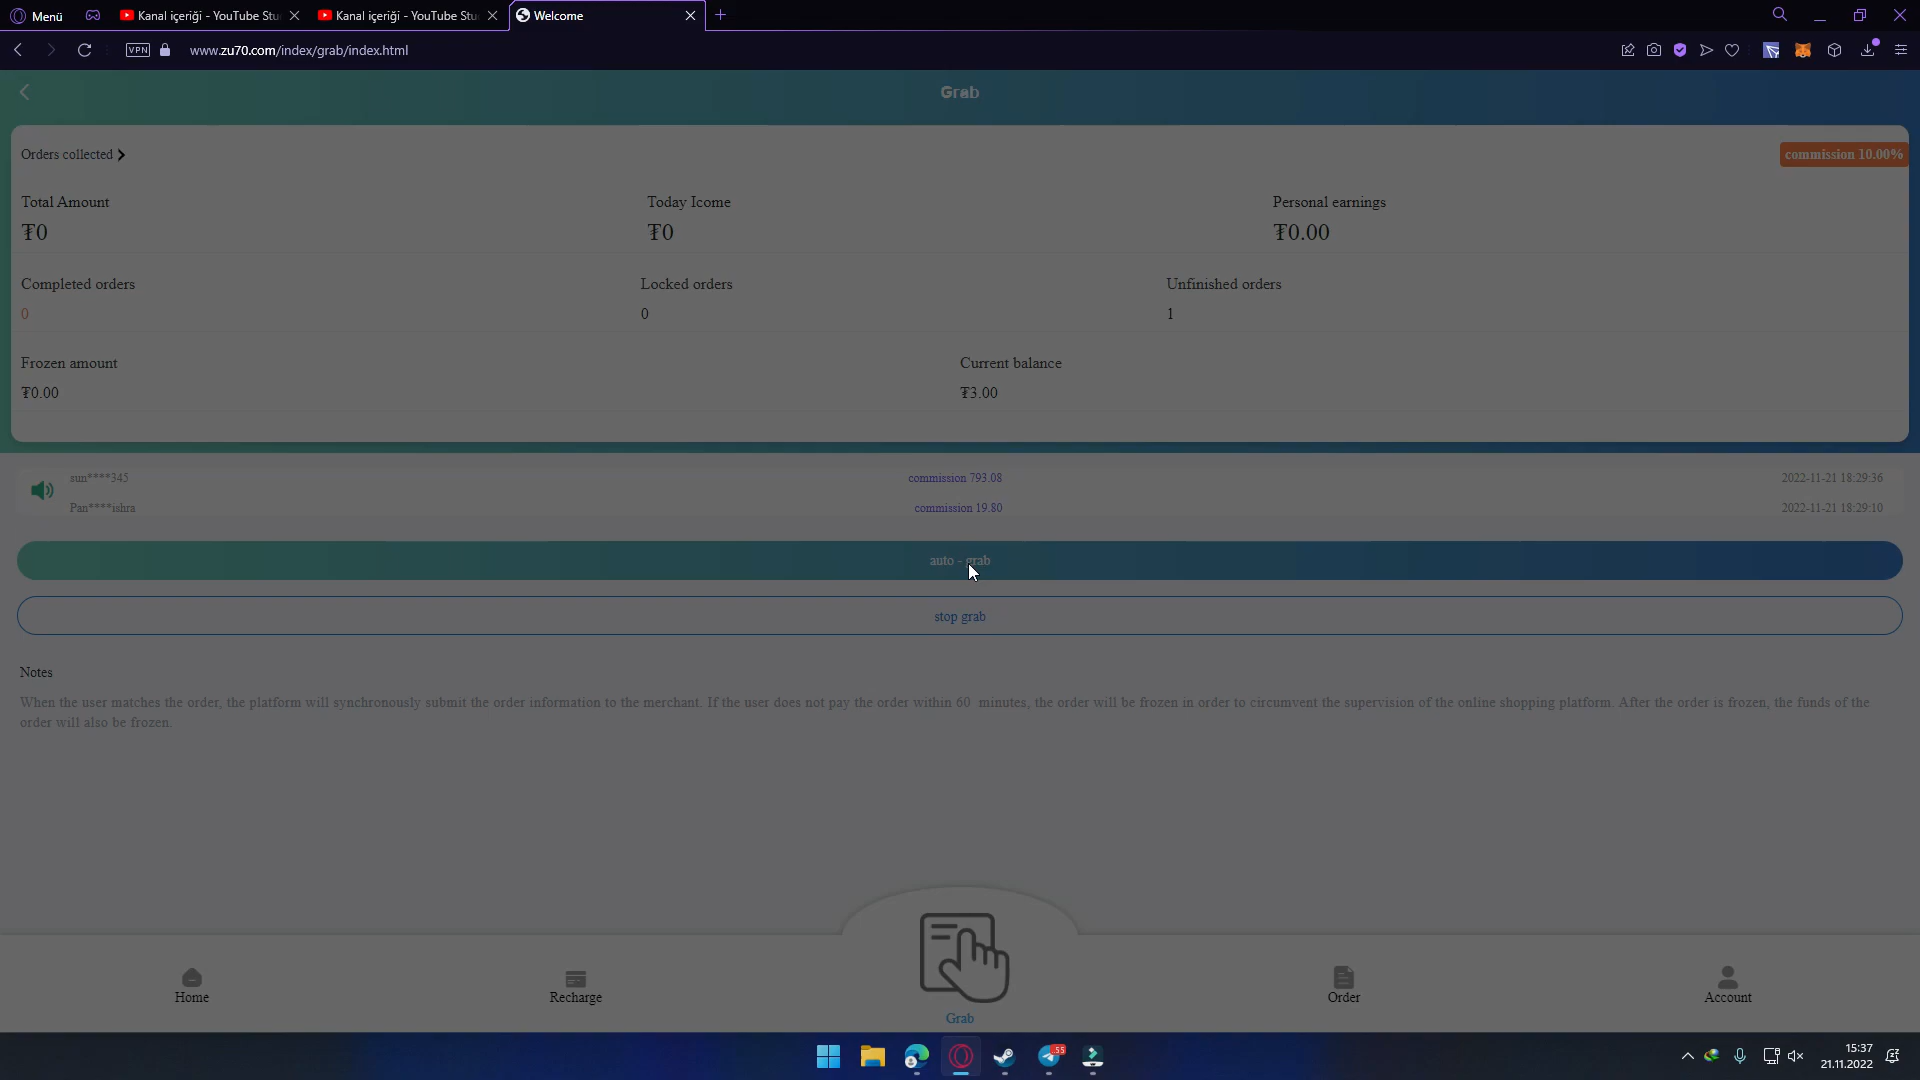 Menü
Kanal içeriği - YouTube Stu
Kanal içeriği - YouTube Stu
Welcome
VPN
www.zu70.com/index/grab/index.html
Grab
Orders collected
commission 10.00%
Total Amount
Today Icome
Personal earnings
₮0
₮0
₮0.00
Completed orders
Locked orders
Unfinished orders
0
0
1
Frozen amount
Current balance
₮0.00
₮3.00
sun****345
commission 793.08
2022-11-21 18:29:36
Pan****ishra
commission 19.80
2022-11-21 18:29:10
auto - grab
stop grab
Notes
When the user matches the order, the platform will synchronously submit the order information to the merchant. If the user does not pay the order within 60 minutes, the order will be frozen in order to circumvent the supervision of the online shopping platform. After the order is frozen, the funds of the
order will also be frozen.
Home
Recharge
Grab
Order
Account
55
15:37
21.11.2022